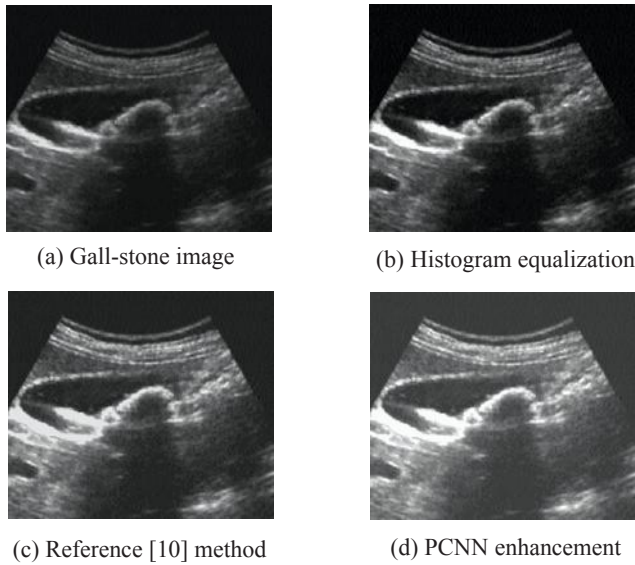 (a) Gall-stone image
(b) Histogram equalization
(c) Reference [10] method
(d) PCNN enhancement